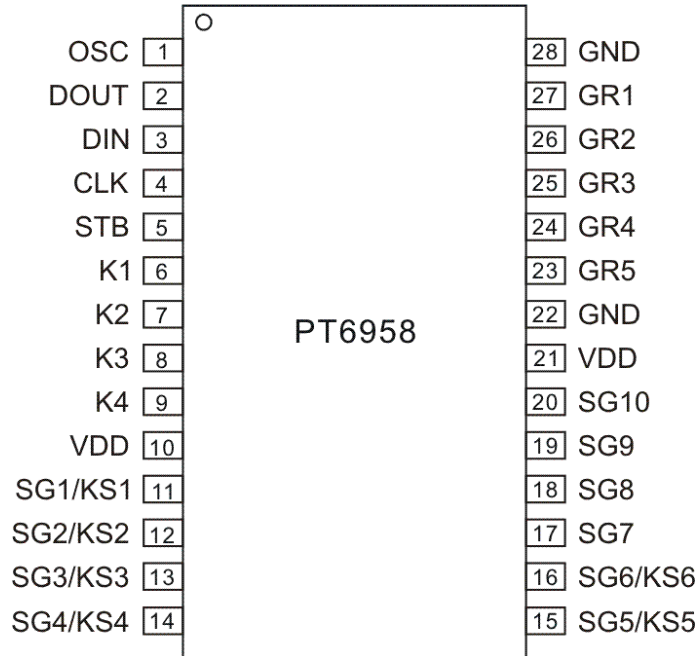 OSC 1 28 GND
DOUT 2 27 GR1
DIN 3 26 GR2
CLK 4 25 GR3
STB 5 24 GR4
K1 6 23 GR5
K2 7 22 GND
PT6958
K3 8 21 VDD
K4 9 20 SG10
VDD 10 19 SG9
SG1/KS1 11 18 SG8
SG2/KS2 12 17 SG7
SG3/KS3 13 16 SG6/KS6
SG4/KS4 14 15 SG5/KS5